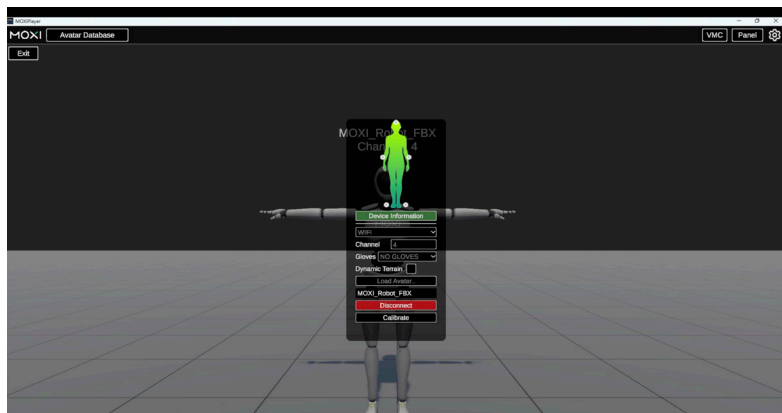 MOXIPlayer
MOXI Avatar Database VMC Panel
Exit
MOXI_Robot_FBX
Channel 4
Device Information
WIFI
Channel 4
Gloves NO GLOVES
Dynamic Terrain
Load Avatar..
MOXI_Robot_FBX
Disconnect
Calibrate